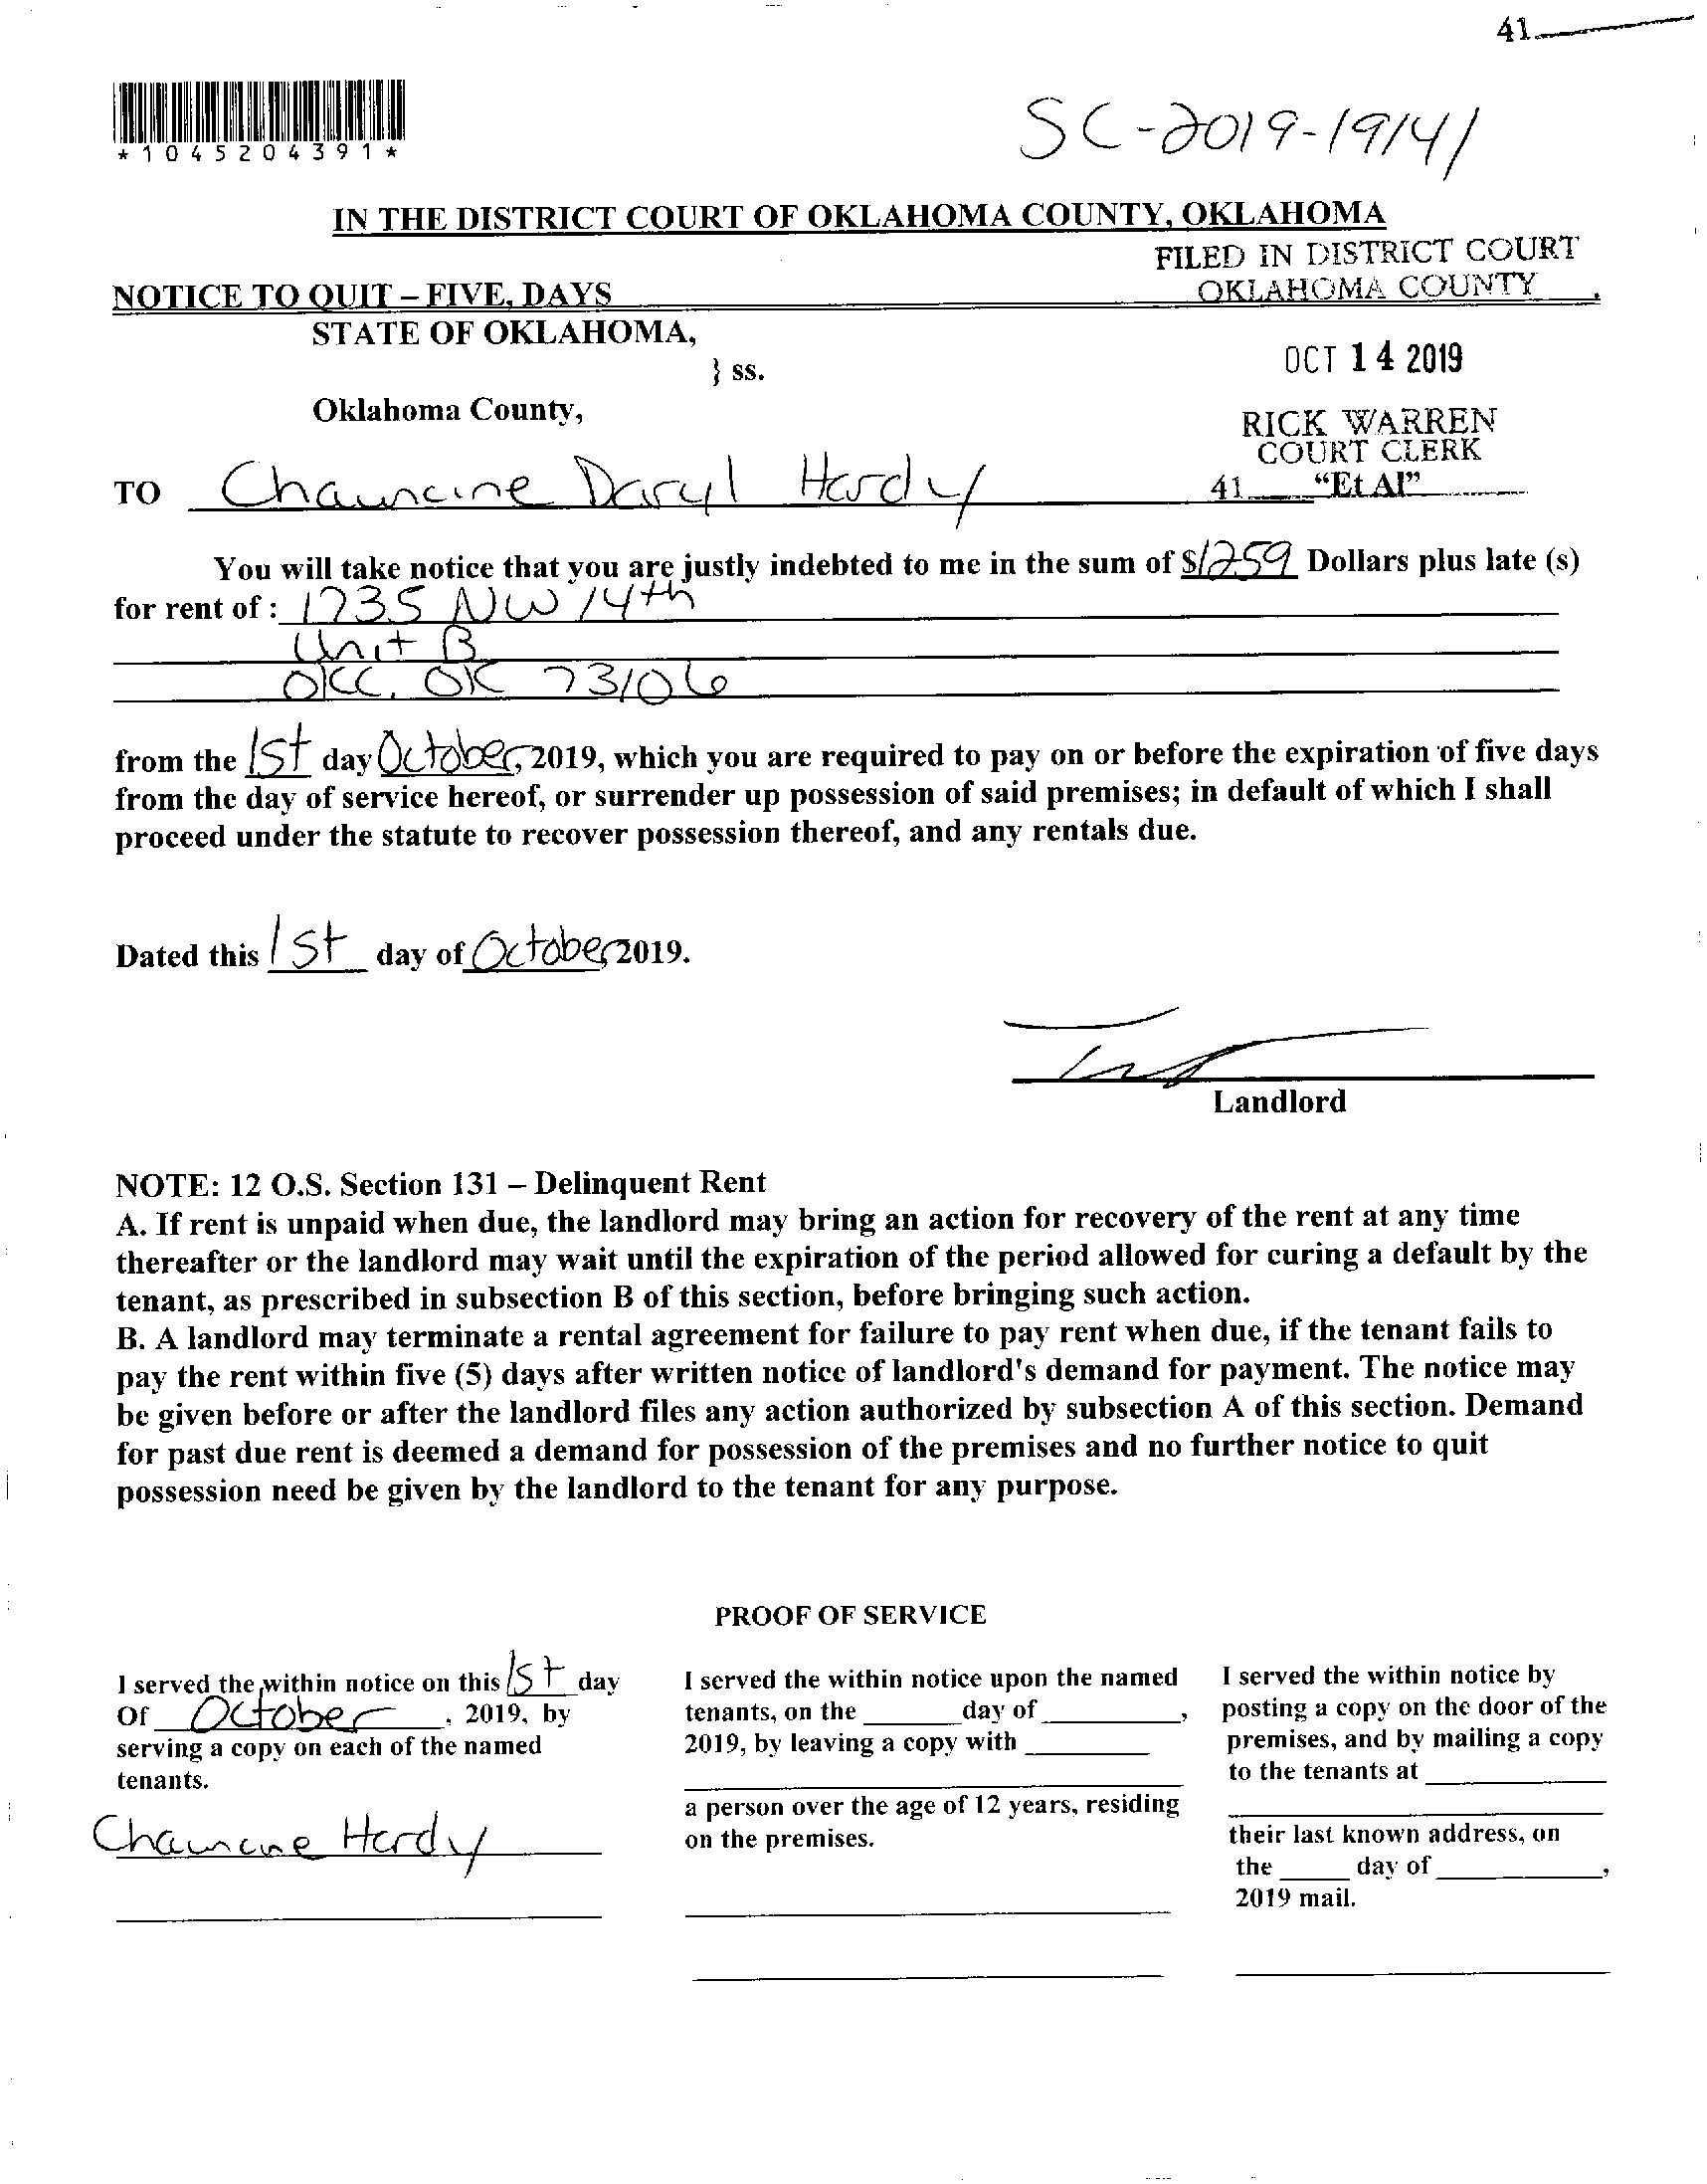 41
*1045204391*
SC-2019-19141
IN THE DISTRICT COURT OF OKLAHOMA COUNTY, OKLAHOMA
FILED IN DISTRICT COURT
OKLAHOMA COUNTY
NOTICE TO QUIT – FIVE, DAYS
STATE OF OKLAHOMA,
} ss.
OCT 14 2019
Oklahoma County,
RICK WARREN
COURT CLERK
TO Chauncine Daryl Hardy
41 "Et Al"
You will take notice that you are justly indebted to me in the sum of $1259 Dollars plus late (s)
for rent of : 1735 NW 14th
Unit B
OKC, OK 73106
from the 1st day October, 2019, which you are required to pay on or before the expiration of five days
from the day of service hereof, or surrender up possession of said premises; in default of which I shall
proceed under the statute to recover possession thereof, and any rentals due.
Dated this 1st day of October 2019.
Landlord
NOTE: 12 O.S. Section 131 – Delinquent Rent
A. If rent is unpaid when due, the landlord may bring an action for recovery of the rent at any time
thereafter or the landlord may wait until the expiration of the period allowed for curing a default by the
tenant, as prescribed in subsection B of this section, before bringing such action.
B. A landlord may terminate a rental agreement for failure to pay rent when due, if the tenant fails to
pay the rent within five (5) days after written notice of landlord's demand for payment. The notice may
be given before or after the landlord files any action authorized by subsection A of this section. Demand
for past due rent is deemed a demand for possession of the premises and no further notice to quit
possession need be given by the landlord to the tenant for any purpose.
PROOF OF SERVICE
I served the within notice on this 1st day
Of October, 2019, by
serving a copy on each of the named
tenants.
Chauncine Hardy
I served the within notice upon the named
tenants, on the ______ day of ______,
2019, by leaving a copy with ______
a person over the age of 12 years, residing
on the premises.
I served the within notice by
posting a copy on the door of the
premises, and by mailing a copy
to the tenants at ______
their last known address, on
the ______ day of ______,
2019 mail.